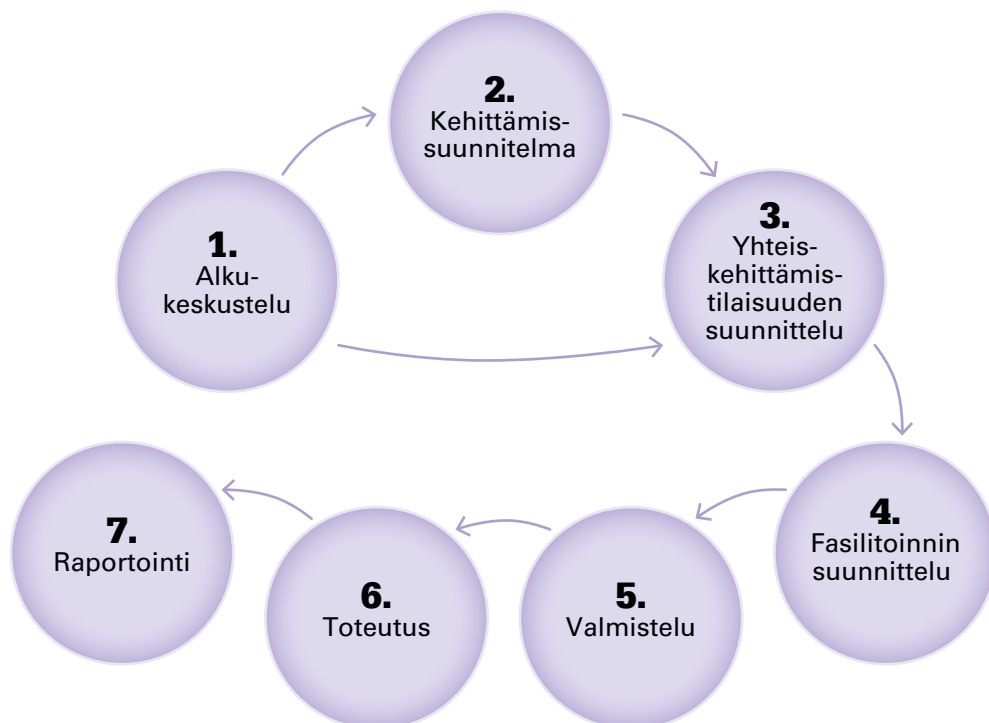 1.
Alku-
keskustelu
2.
Kehittämis-
suunnitelma
3.
Yhteis-
kehittämis-
tilaisuuden
suunnittelu
4.
Fasilitoinnin
suunnittelu
5.
Valmistelu
6.
Toteutus
7.
Raportointi